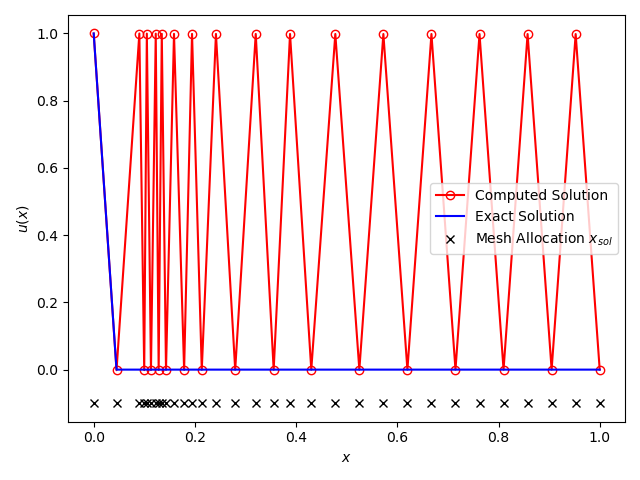 1.0
0.8
0.6
0.4
0.2
0.0
u(x)
Computed Solution
Exact Solution
Mesh Allocation x_sol
0.0 0.2 0.4 0.6 0.8 1.0
x